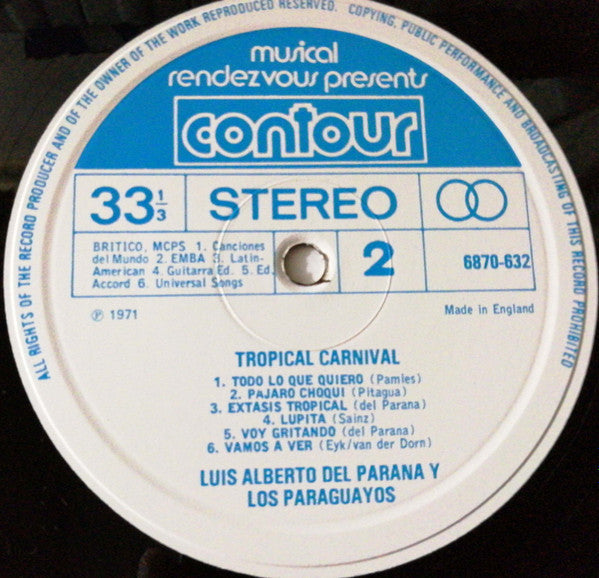 ALL RIGHTS OF THE RECORD PRODUCER AND OF THE OWNER OF THE WORK REPRODUCED RESERVED. COPYING, PUBLIC PERFORMANCE AND BROADCASTING OF THIS RECORD PROHIBITED
musical
rendezvous presents
contour
33 1/3
STEREO
BRITICO, MCPS 1. Canciones
del Mundo 2. EMBA 3. Latin-
American 4. Guitarra Ed. 5. Ed.
Accord 6. Universal Songs
2
6870-632
℗ 1971
Made in England
TROPICAL CARNIVAL
1. TODO LO QUE QUIERO (Pamies)
2. PAJARO CHOQUI (Pitagua)
3. EXTASIS TROPICAL (del Parana)
4. LUPITA (Sainz)
5. VOY GRITANDO (del Parana)
6. VAMOS A VER (Eyk/van der Dorn)
LUIS ALBERTO DEL PARANA Y
LOS PARAGUAYOS